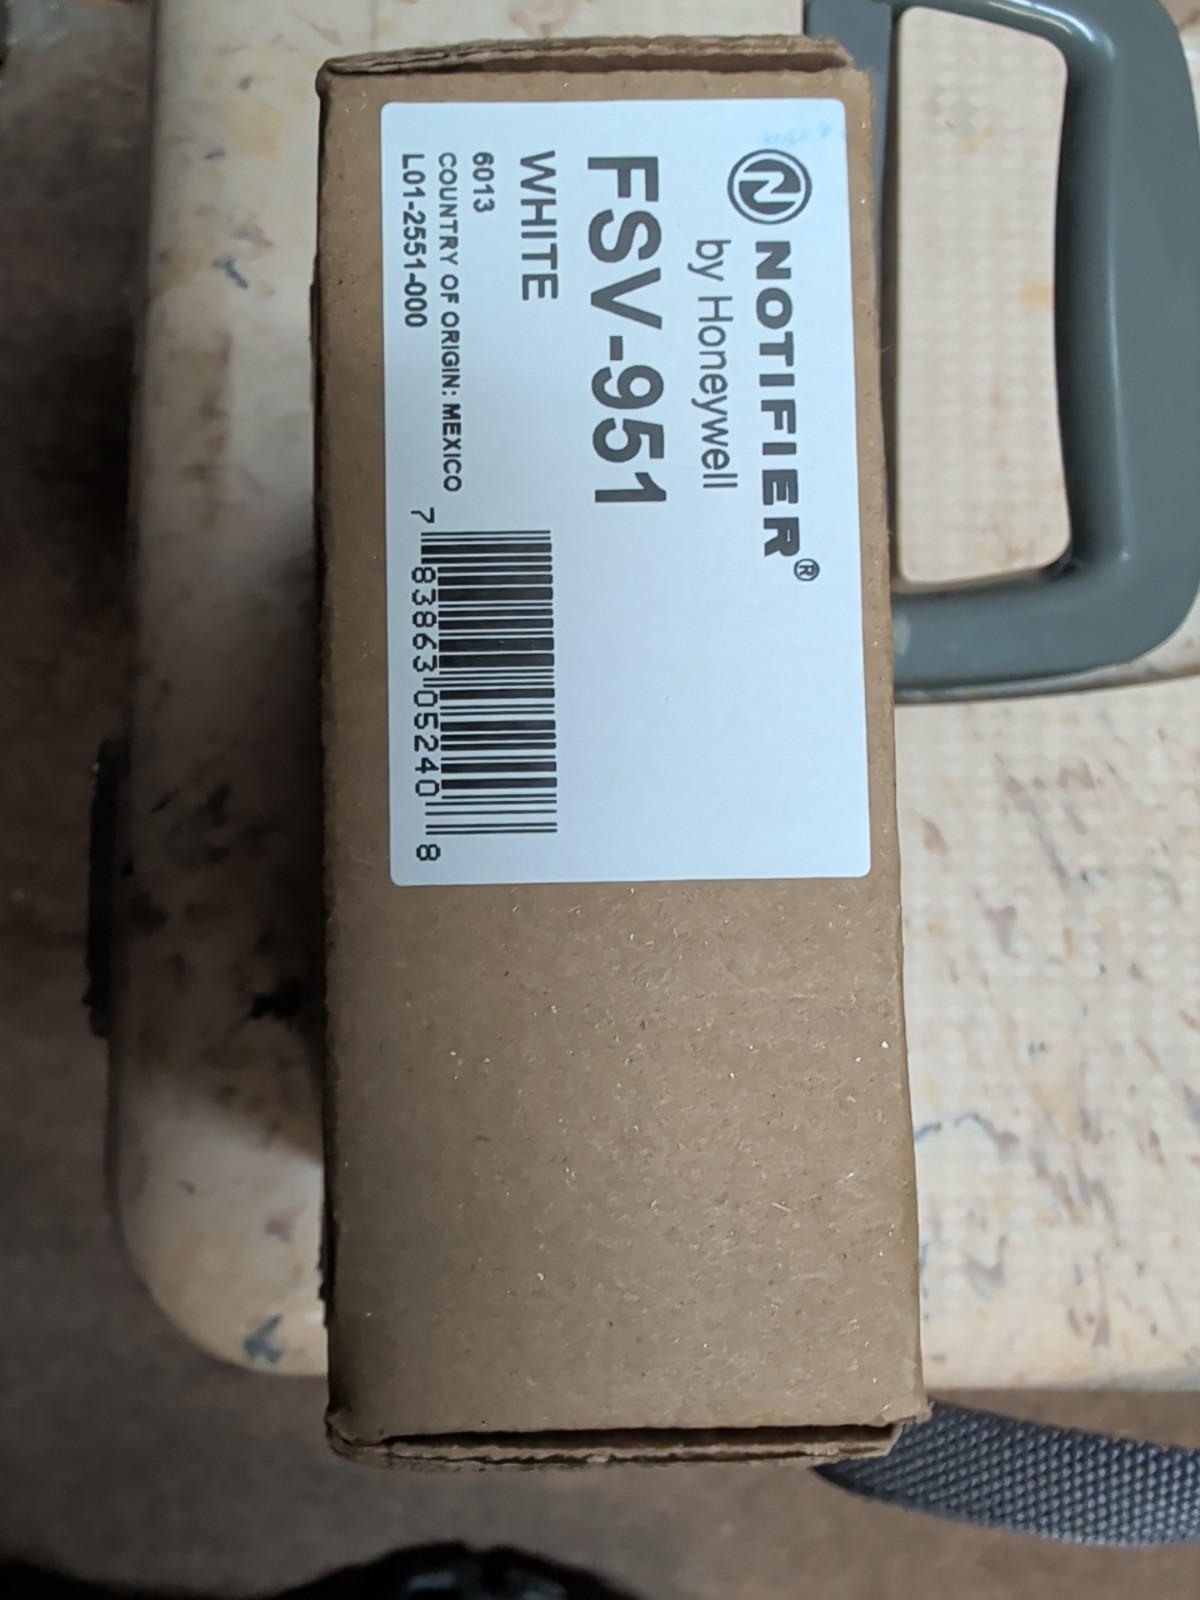 NOTIFIER®
by Honeywell
FSV-951
WHITE
6013
COUNTRY OF ORIGIN: MEXICO
L01-2551-000
7 83863 05240 8